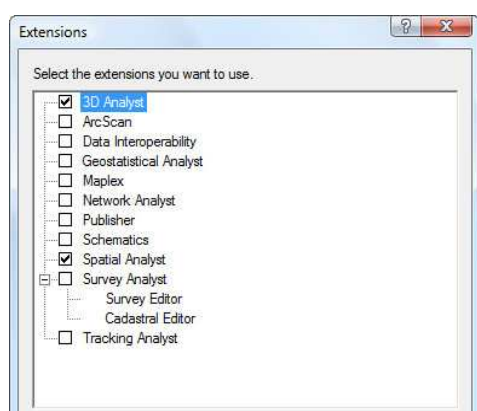 Extensions
Select the extensions you want to use.
3D Analyst
ArcScan
Data Interoperability
Geostatistical Analyst
Maplex
Network Analyst
Publisher
Schematics
Spatial Analyst
Survey Analyst
Survey Editor
Cadastral Editor
Tracking Analyst